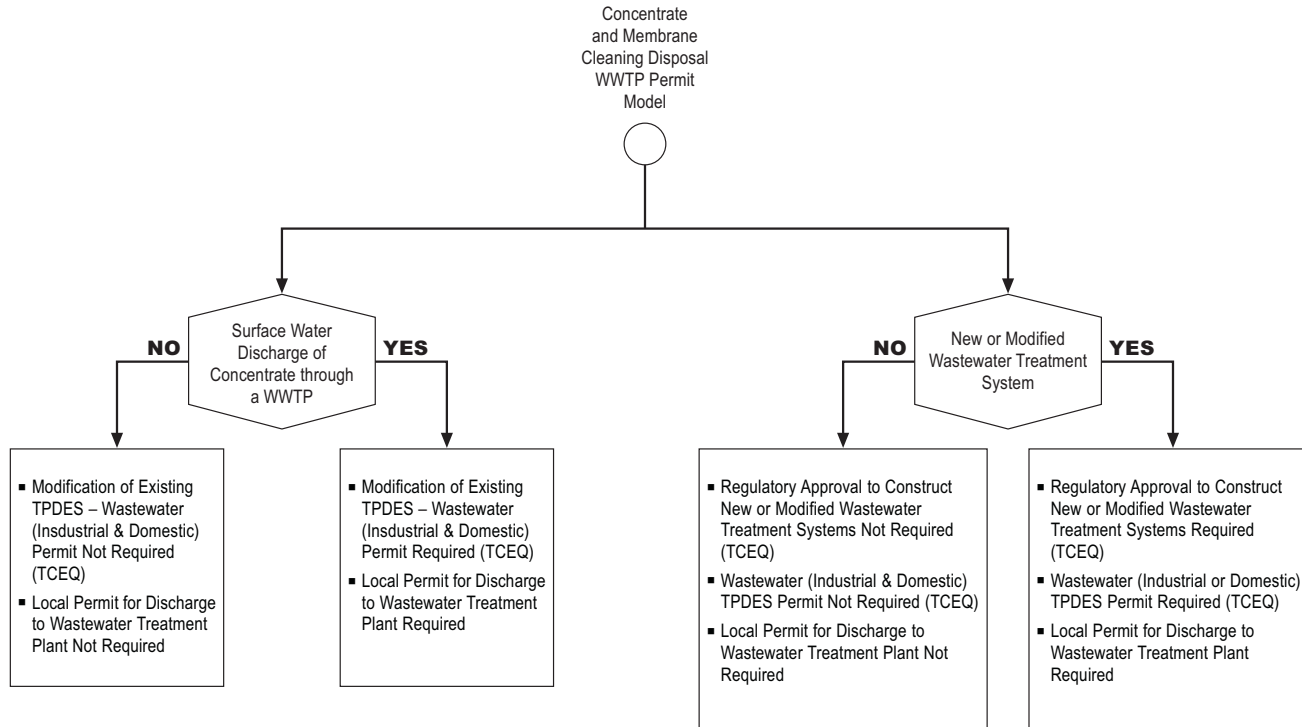 Concentrate
and Membrane
Cleaning Disposal
WWTP Permit
Model
Surface Water
Discharge of
Concentrate through
a WWTP
NO
YES
New or Modified
Wastewater Treatment
System
NO
YES
▪ Modification of Existing
TPDES – Wastewater
(Insdustrial & Domestic)
Permit Not Required
(TCEQ)
▪ Local Permit for Discharge
to Wastewater Treatment
Plant Not Required
▪ Modification of Existing
TPDES – Wastewater
(Insdustrial & Domestic)
Permit Required (TCEQ)
▪ Local Permit for Discharge
to Wastewater Treatment
Plant Required
▪ Regulatory Approval to Construct
New or Modified Wastewater
Treatment Systems Not Required
(TCEQ)
▪ Wastewater (Industrial & Domestic)
TPDES Permit Not Required (TCEQ)
▪ Local Permit for Discharge to
Wastewater Treatment Plant Not
Required
▪ Regulatory Approval to Construct
New or Modified Wastewater
Treatment Systems Required
(TCEQ)
▪ Wastewater (Industrial or Domestic)
TPDES Permit Required (TCEQ)
▪ Local Permit for Discharge to
Wastewater Treatment Plant
Required